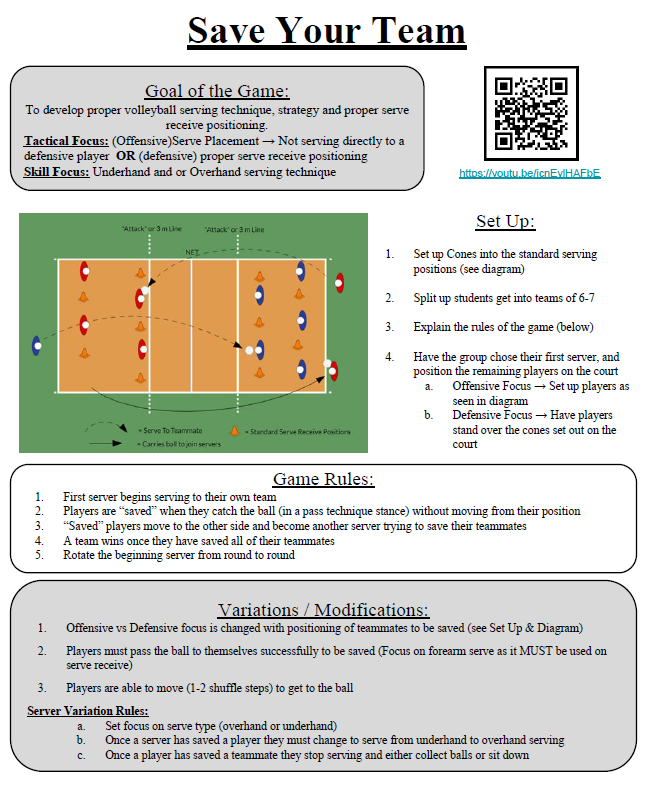 Save Your Team
Goal of the Game:
To develop proper volleyball serving technique, strategy and proper serve
receive positioning.
Tactical Focus: (Offensive)Serve Placement → Not serving directly to a
defensive player OR (defensive) proper serve receive positioning
Skill Focus: Underhand and or Overhand serving technique
https://youtu.be/icnEvlHAFbE
"Attack" or 3 m Line
"Attack" or 3 m Line
NET
= Serve To Teammate
= Standard Serve Receive Positions
= Carries ball to join servers
Set Up:
1. Set up Cones into the standard serving
positions (see diagram)
2. Split up students get into teams of 6-7
3. Explain the rules of the game (below)
4. Have the group chose their first server, and
position the remaining players on the court
a. Offensive Focus → Set up players as
seen in diagram
b. Defensive Focus → Have players
stand over the cones set out on the
court
Game Rules:
1. First server begins serving to their own team
2. Players are “saved” when they catch the ball (in a pass technique stance) without moving from their position
3. “Saved” players move to the other side and become another server trying to save their teammates
4. A team wins once they have saved all of their teammates
5. Rotate the beginning server from round to round
Variations / Modifications:
1. Offensive vs Defensive focus is changed with positioning of teammates to be saved (see Set Up & Diagram)
2. Players must pass the ball to themselves successfully to be saved (Focus on forearm serve as it MUST be used on
serve receive)
3. Players are able to move (1-2 shuffle steps) to get to the ball
Server Variation Rules:
a. Set focus on serve type (overhand or underhand)
b. Once a server has saved a player they must change to serve from underhand to overhand serving
c. Once a player has saved a teammate they stop serving and either collect balls or sit down